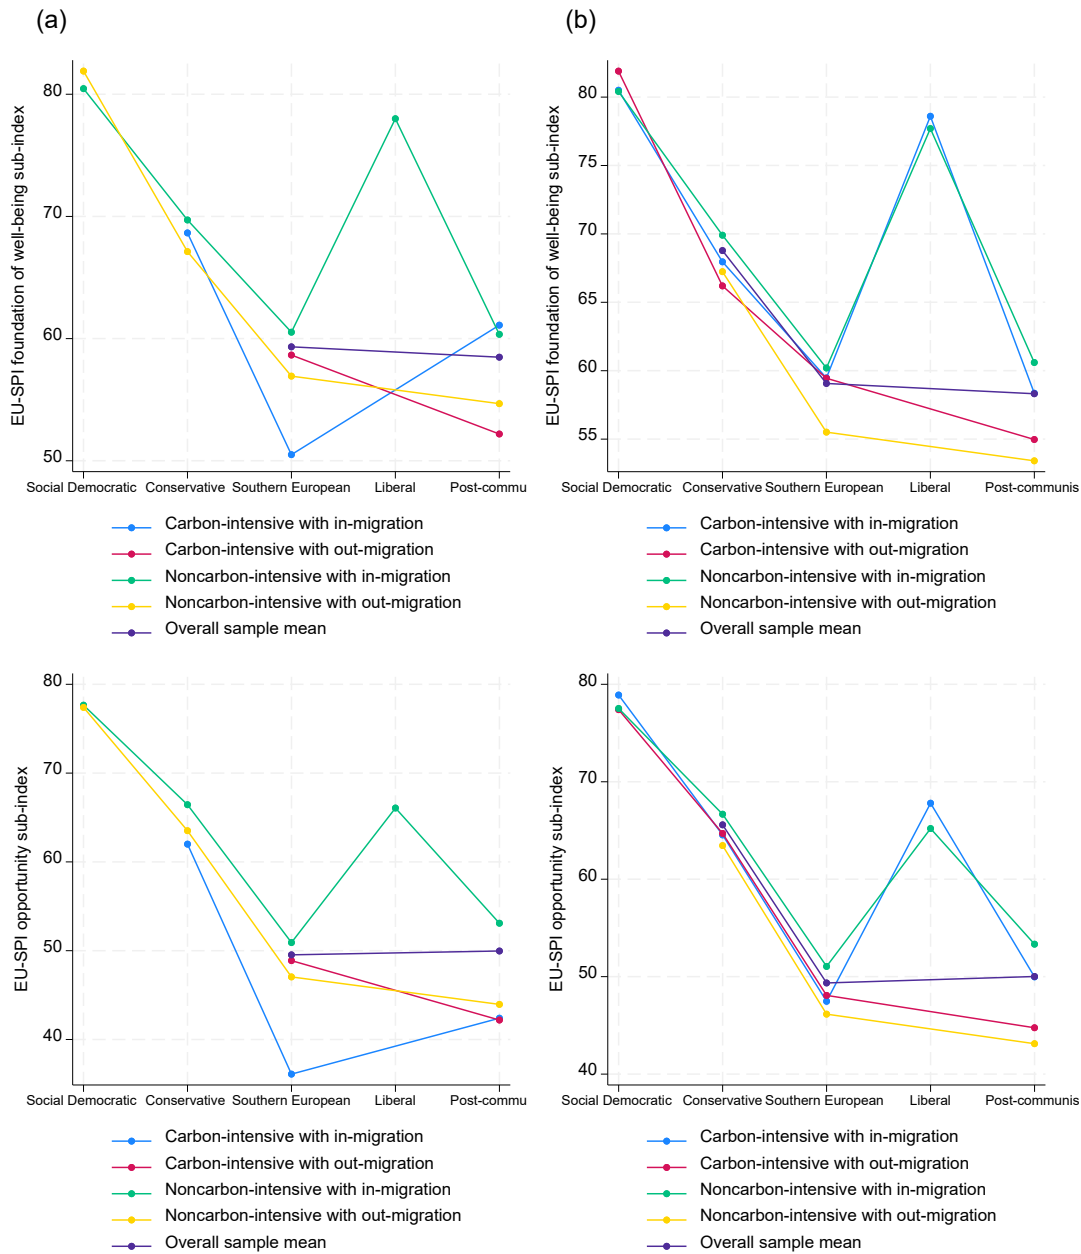 (a)
(b)
EU-SPI foundation of well-being sub-index
80
70
60
50
Social Democratic Conservative Southern European Liberal Post-commu
Carbon-intensive with in-migration
Carbon-intensive with out-migration
Noncarbon-intensive with in-migration
Noncarbon-intensive with out-migration
Overall sample mean
EU-SPI foundation of well-being sub-index
80
75
70
65
60
55
Social Democratic Conservative Southern European Liberal Post-communis
Carbon-intensive with in-migration
Carbon-intensive with out-migration
Noncarbon-intensive with in-migration
Noncarbon-intensive with out-migration
Overall sample mean
EU-SPI opportunity sub-index
80
70
60
50
40
Social Democratic Conservative Southern European Liberal Post-commu
Carbon-intensive with in-migration
Carbon-intensive with out-migration
Noncarbon-intensive with in-migration
Noncarbon-intensive with out-migration
Overall sample mean
EU-SPI opportunity sub-index
80
70
60
50
40
Social Democratic Conservative Southern European Liberal Post-communis
Carbon-intensive with in-migration
Carbon-intensive with out-migration
Noncarbon-intensive with in-migration
Noncarbon-intensive with out-migration
Overall sample mean